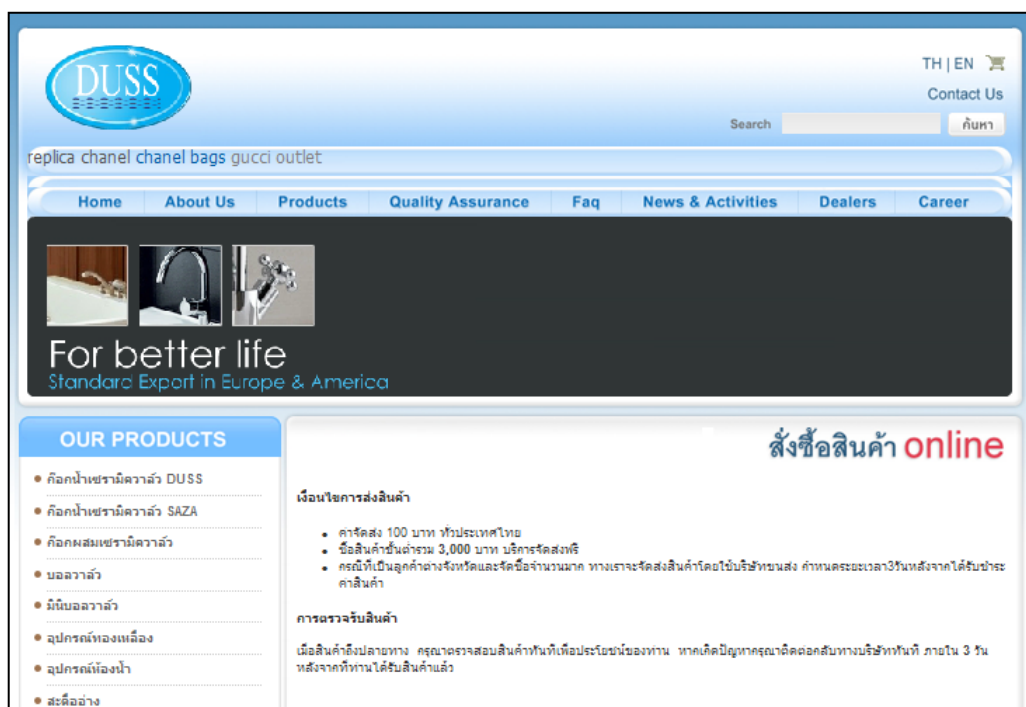 DUSS
TH | EN
Contact Us
Search ค้นหา
replica chanel chanel bags gucci outlet
Home About Us Products Quality Assurance Faq News & Activities Dealers Career
For better life
Standard Export in Europe & America
OUR PRODUCTS
ก๊อกน้ำเซรามิควาล์ว DUSS
ก๊อกน้ำเซรามิควาล์ว SAZA
ก๊อกผสมเซรามิควาล์ว
บอลวาล์ว
มินิบอลวาล์ว
อุปกรณ์ทองเหลือง
อุปกรณ์ห้องน้ำ
สะดืออ่าง
สั่งซื้อสินค้า online
เงื่อนไขการส่งสินค้า
ค่าจัดส่ง 100 บาท ทั่วประเทศไทย
ซื้อสินค้าขั้นต่ำรวม 3,000 บาท บริการจัดส่งฟรี
กรณีที่เป็นลูกค้าต่างจังหวัดและจัดซื้อจำนวนมาก ทางเราจะจัดส่งสินค้าโดยใช้บริษัทขนส่ง กำหนดระยะเวลา3วันหลังจากได้รับชำระ
ค่าสินค้า
การตรวจรับสินค้า
เมื่อสินค้าถึงปลายทาง กรุณาตรวจสอบสินค้าทันทีเพื่อประโยชน์ของท่าน หากเกิดปัญหากรุณาติดต่อกลับทางบริษัททันที ภายใน 3 วัน
หลังจากที่ท่านได้รับสินค้าแล้ว